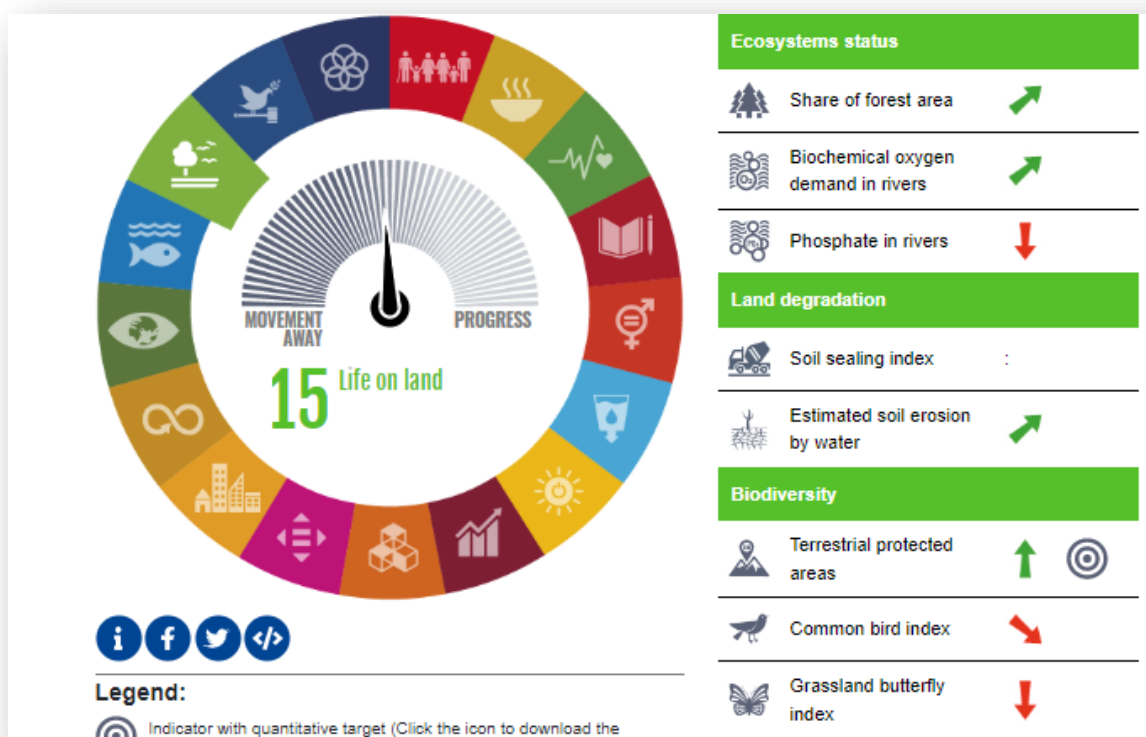 MOVEMENT
AWAY
PROGRESS
15 Life on land
Legend:
Indicator with quantitative target (Click the icon to download the
Ecosystems status
Share of forest area
Biochemical oxygen
demand in rivers
Phosphate in rivers
Land degradation
Soil sealing index :
Estimated soil erosion
by water
Biodiversity
Terrestrial protected
areas
Common bird index
Grassland butterfly
index